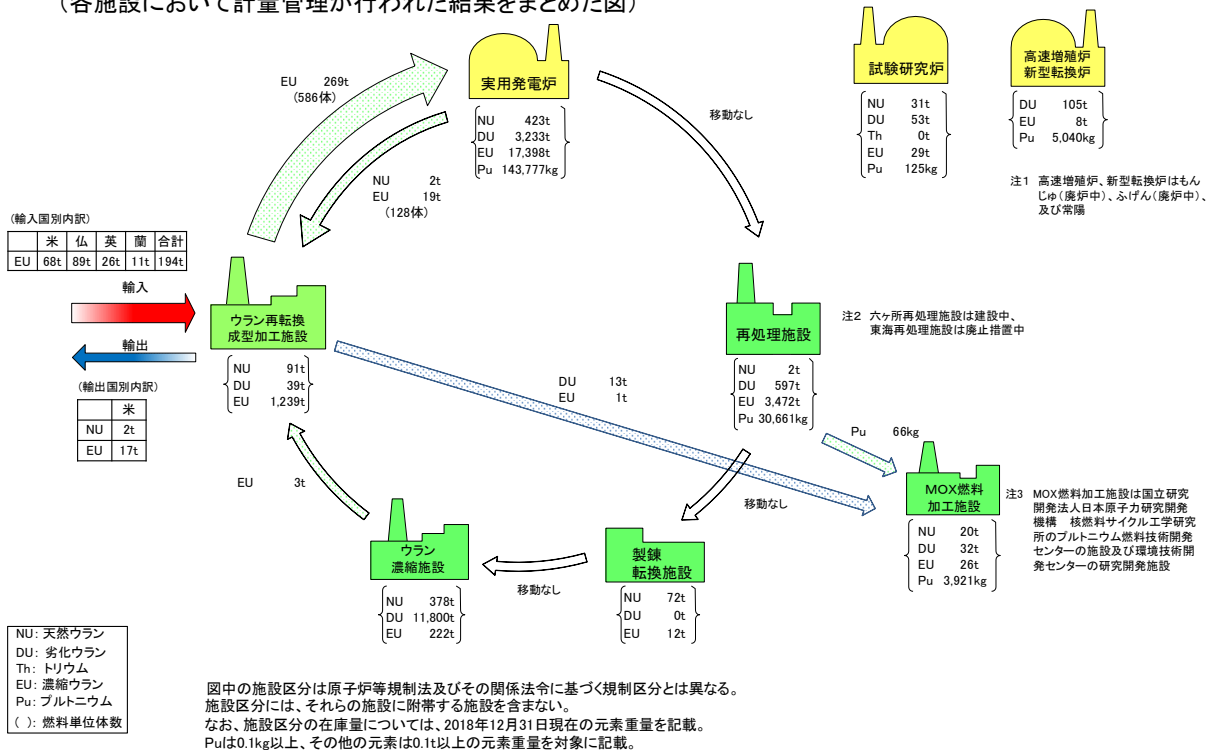 （各施設において計量管理が行われた結果をまとめた図）
EU 269t
（586体）
実用発電炉
NU 423t
DU 3,233t
EU 17,398t
Pu 143,777kg
移動なし
試験研究炉
NU 31t
DU 53t
Th 0t
EU 29t
Pu 125kg
高速増殖炉
新型転換炉
DU 105t
EU 8t
Pu 5,040kg
注1 高速増殖炉、新型転換炉はもん
じゅ（廃炉中）、ふげん（廃炉中）、
及び常陽
NU 2t
EU 19t
（128体）
（輸入国別内訳）
米 仏 英 蘭 合計
EU 68t 89t 26t 11t 194t
輸入
輸出
（輸出国別内訳）
米
NU 2t
EU 17t
ウラン再転換
成型加工施設
NU 91t
DU 39t
EU 1,239t
再処理施設
NU 2t
DU 597t
EU 3,472t
Pu 30,661kg
注2 六ヶ所再処理施設は建設中、
東海再処理施設は廃止措置中
DU 13t
EU 1t
Pu 66kg
移動なし
MOX燃料
加工施設
NU 20t
DU 32t
EU 26t
Pu 3,921kg
注3 MOX燃料加工施設は国立研究
開発法人日本原子力研究開発
機構 核燃料サイクル工学研究
所のプルトニウム燃料技術開発
センターの施設及び環境技術開
発センターの研究開発施設
EU 3t
ウラン
濃縮施設
NU 378t
DU 11,800t
EU 222t
移動なし
製錬
転換施設
NU 72t
DU 0t
EU 12t
NU： 天然ウラン
DU： 劣化ウラン
Th： トリウム
EU： 濃縮ウラン
Pu： プルトニウム
（ ）： 燃料単位体数
図中の施設区分は原子炉等規制法及びその関係法令に基づく規制区分とは異なる。
施設区分には、それらの施設に附帯する施設を含まない。
なお、施設区分の在庫量については、2018年12月31日現在の元素重量を記載。
Puは0.1kg以上、その他の元素は0.1t以上の元素重量を対象に記載。